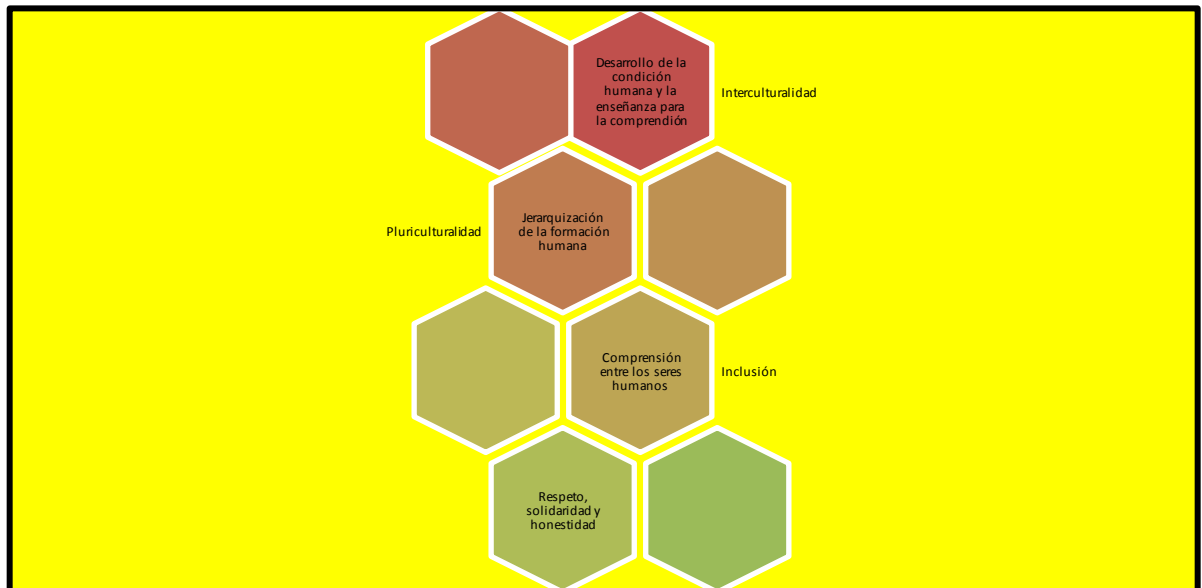 Desarrollo de la
condición
humana y la
enseñanza para
la comprendión
Interculturalidad
Pluriculturalidad
Jerarquización
de la formación
humana
Comprensión
entre los seres
humanos
Inclusión
Respeto,
solidaridad y
honestidad